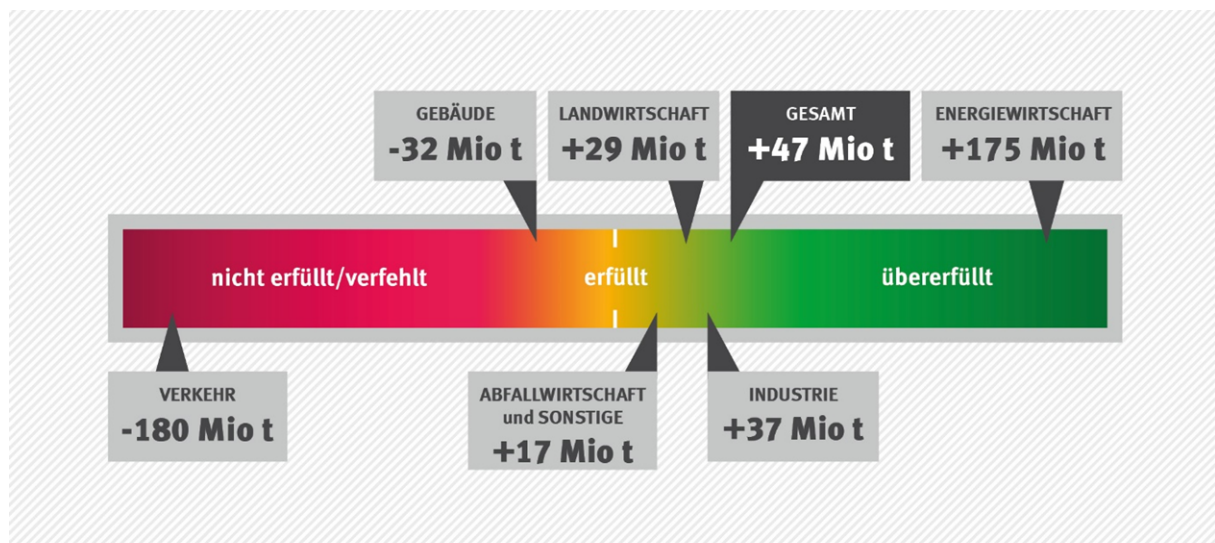 GEBÄUDE
-32 Mio t
LANDWIRTSCHAFT
+29 Mio t
GESAMT
+47 Mio t
ENERGIEWIRTSCHAFT
+175 Mio t
nicht erfüllt/verfehlt
erfüllt
übererfüllt
VERKEHR
-180 Mio t
ABFALLWIRTSCHAFT
und SONSTIGE
+17 Mio t
INDUSTRIE
+37 Mio t